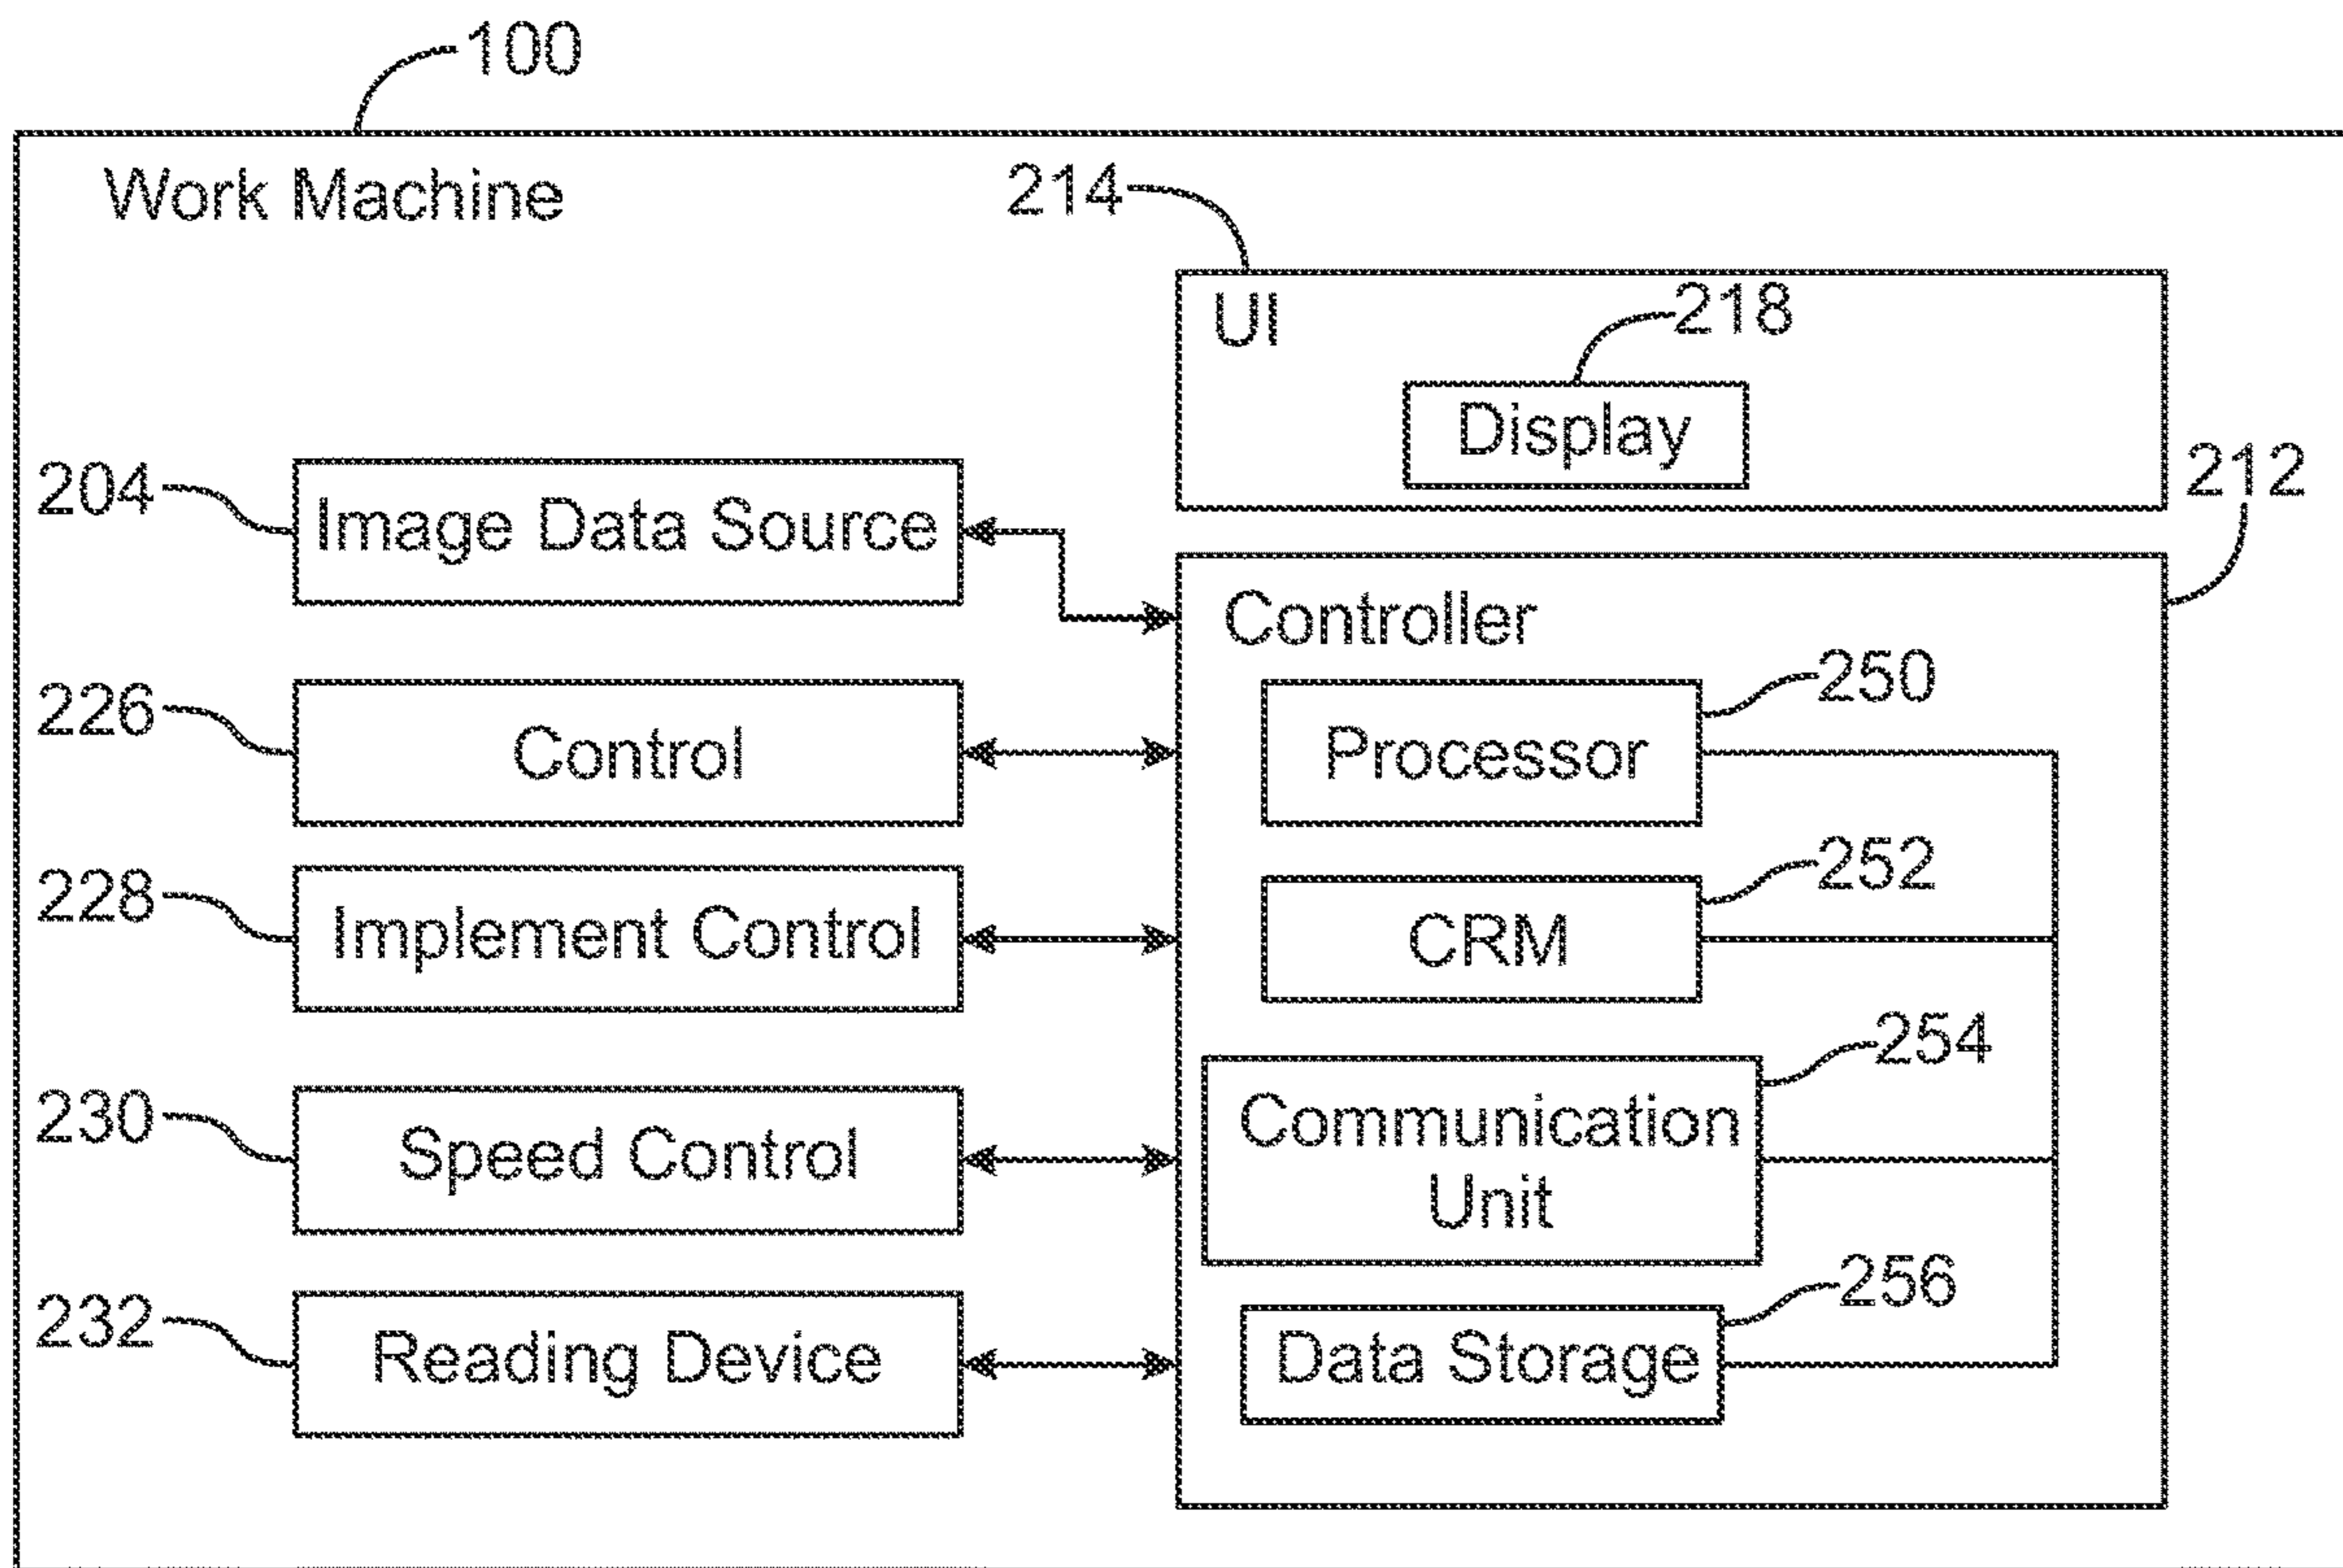 100
Work Machine
214
UI
218
Display
212
204
Image Data Source
Controller
226
Control
250
Processor
228
Implement Control
252
CRM
230
Speed Control
254
Communication
Unit
232
Reading Device
256
Data Storage